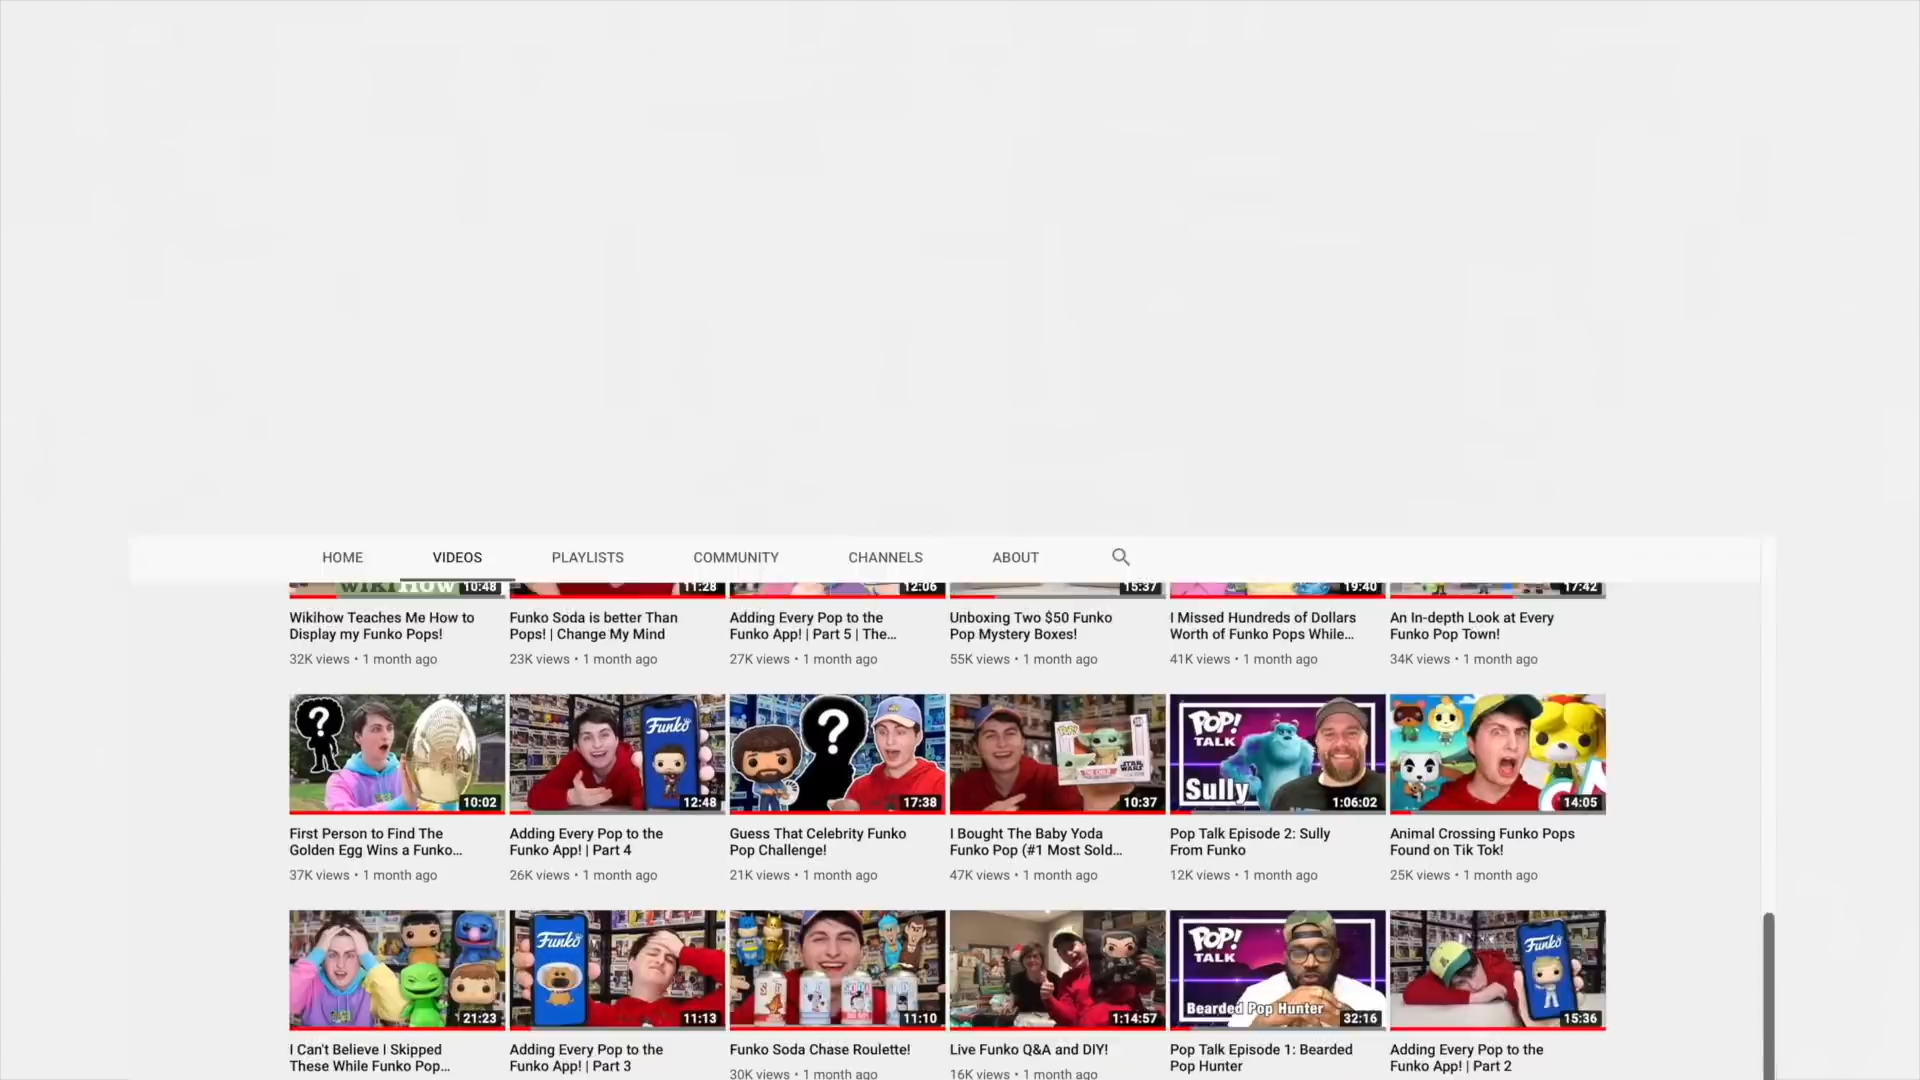 HOME VIDEOS PLAYLISTS COMMUNITY CHANNELS ABOUT
wikiHow 10:48 11:28 12:06 15:37 19:40 17:42
Wikihow Teaches Me How to
Display my Funko Pops!
32K views • 1 month ago
Funko Soda is better Than
Pops! | Change My Mind
23K views • 1 month ago
Adding Every Pop to the
Funko App! | Part 5 | The...
27K views • 1 month ago
Unboxing Two $50 Funko
Pop Mystery Boxes!
55K views • 1 month ago
I Missed Hundreds of Dollars
Worth of Funko Pops While...
41K views • 1 month ago
An In-depth Look at Every
Funko Pop Town!
34K views • 1 month ago
?
10:02
First Person to Find The
Golden Egg Wins a Funko...
37K views • 1 month ago
Funko
12:48
Adding Every Pop to the
Funko App! | Part 4
26K views • 1 month ago
?
17:38
Guess That Celebrity Funko
Pop Challenge!
21K views • 1 month ago
THE CHILD
STAR WARS
10:37
I Bought The Baby Yoda
Funko Pop (#1 Most Sold...
47K views • 1 month ago
POP!
TALK
Sully
1:06:02
Pop Talk Episode 2: Sully
From Funko
12K views • 1 month ago
14:05
Animal Crossing Funko Pops
Found on Tik Tok!
25K views • 1 month ago
21:23
I Can't Believe I Skipped
These While Funko Pop...
Funko
11:13
Adding Every Pop to the
Funko App! | Part 3
11:10
Funko Soda Chase Roulette!
30K views • 1 month ago
1:14:57
Live Funko Q&A and DIY!
16K views • 1 month ago
POP!
TALK
Bearded Pop Hunter
32:16
Pop Talk Episode 1: Bearded
Pop Hunter
Funko
15:36
Adding Every Pop to the
Funko App! | Part 2